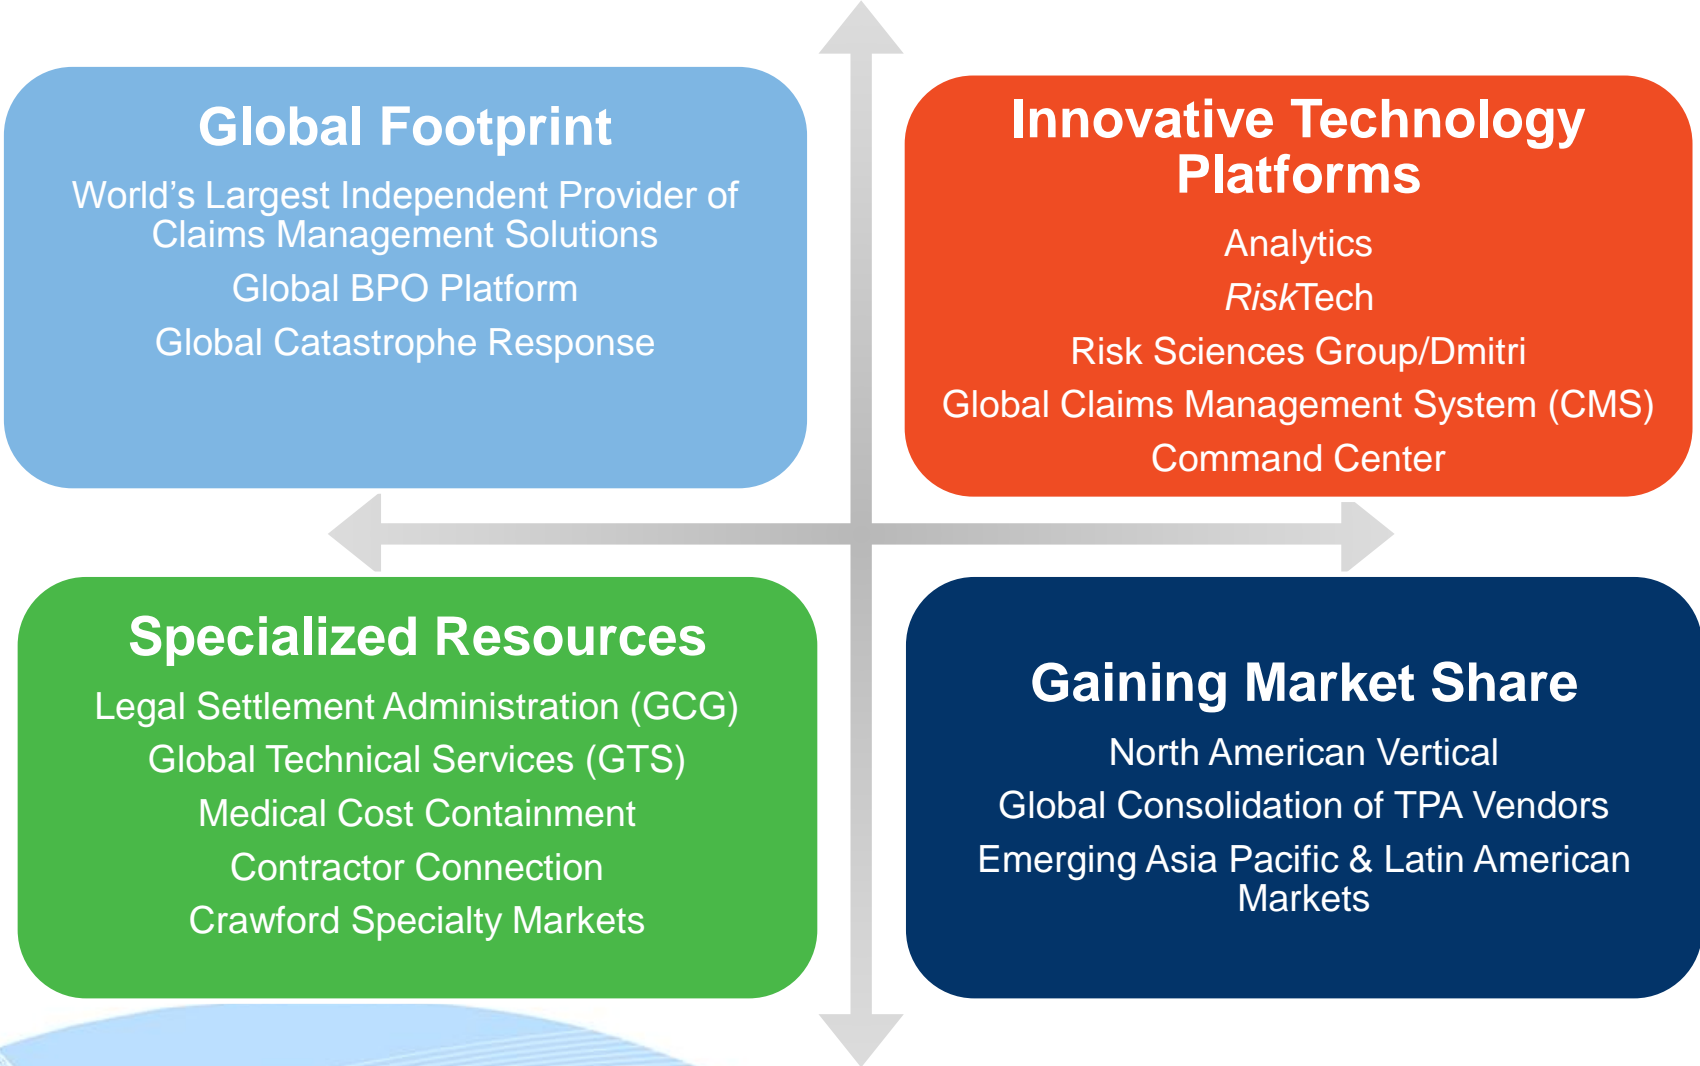 Global Footprint
World’s Largest Independent Provider of
Claims Management Solutions
Global BPO Platform
Global Catastrophe Response
Innovative Technology
Platforms
Analytics
RiskTech
Risk Sciences Group/Dmitri
Global Claims Management System (CMS)
Command Center
Specialized Resources
Legal Settlement Administration (GCG)
Global Technical Services (GTS)
Medical Cost Containment
Contractor Connection
Crawford Specialty Markets
Gaining Market Share
North American Vertical
Global Consolidation of TPA Vendors
Emerging Asia Pacific & Latin American
Markets